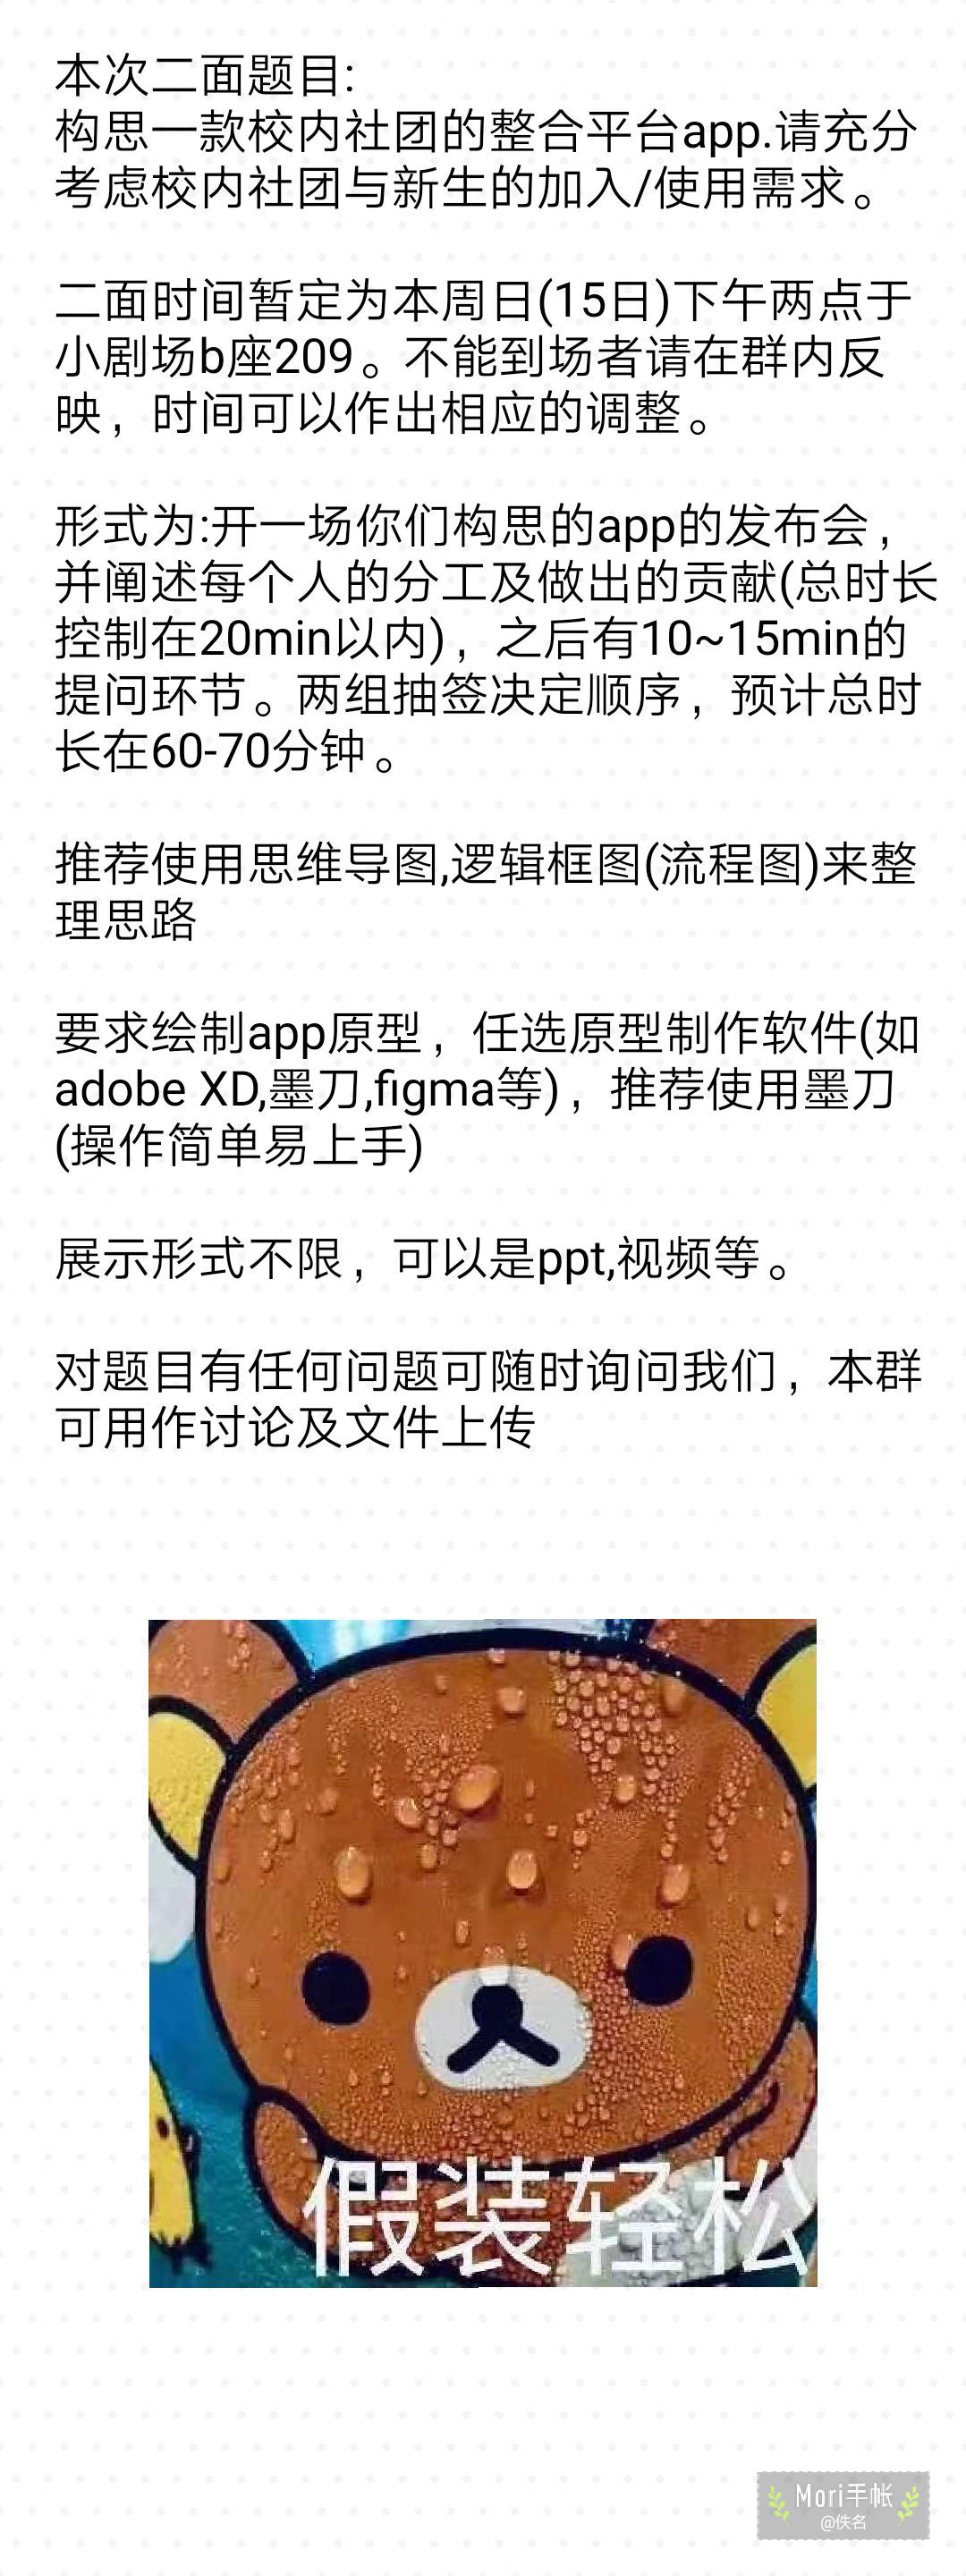 本次二面题目:
构思一款校内社团的整合平台app.请充分
考虑校内社团与新生的加入/使用需求。
二面时间暂定为本周日(15日)下午两点于
小剧场b座209。不能到场者请在群内反
映，时间可以作出相应的调整。
形式为:开一场你们构思的app的发布会，
并阐述每个人的分工及做出的贡献(总时长
控制在20min以内)，之后有10~15min的
提问环节。两组抽签决定顺序，预计总时
长在60-70分钟。
推荐使用思维导图,逻辑框图(流程图)来整
理思路
要求绘制app原型，任选原型制作软件(如
adobe XD,墨刀,figma等)，推荐使用墨刀
(操作简单易上手)
展示形式不限，可以是ppt,视频等。
对题目有任何问题可随时询问我们，本群
可用作讨论及文件上传
假装轻松
Mori手帐
@佚名